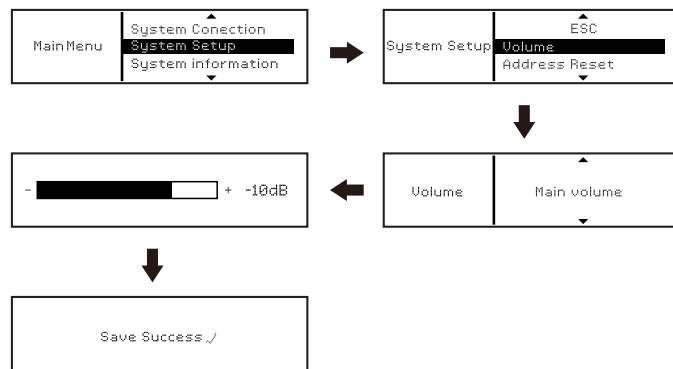 Main Menu
System Conection
System Setup
System information
System Setup
ESC
Volume
Address Reset
Volume
Main volume
- + -10dB
Save Success √